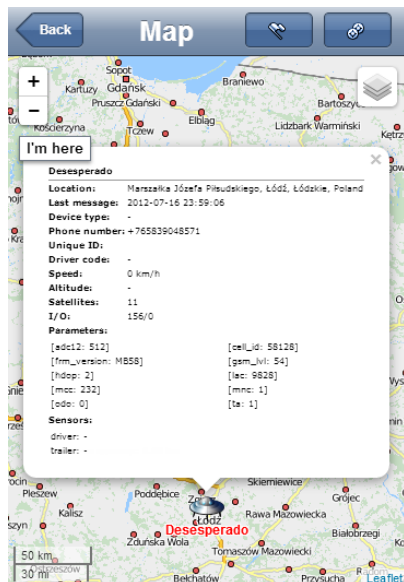 Back
Map
Sopot
Kartuzy
Gdańsk
Braniewo
+
Pruszcz Gdański
Bartoszyc
−
Elbląg
Kościerzyna
Tczew
Lidzbark Warmiński
Kętrz
I'm here
×
Desesperado
Location: Marszałka Józefa Piłsudskiego, Łódź, Łódzkie, Poland
Last message: 2012-07-16 23:59:06
Device type: -
Phone number: +765839048571
Unique ID:
Driver code: -
Speed: 0 km/h
Altitude: -
Satellites: 11
I/O: 156/0
Parameters:
[adc12: 512] [cell_id: 58128]
[frm_version: MB58] [gsm_lvl: 54]
[hdop: 2] [lac: 9828]
[mcc: 232] [mnc: 1]
[odo: 0] [ta: 1]
Sensors:
driver: -
trailer: -
Pleszew
Poddębice
Skierniewice
Grójec
Kalisz
Łódź
Rawa Mazowiecka
Desesperado
Białobrzegi
Zduńska Wola
50 km
Tomaszów Mazowiecki
30 mi
Ostrzeszów
Bełchatów
Przysucha
Radom
Leaflet